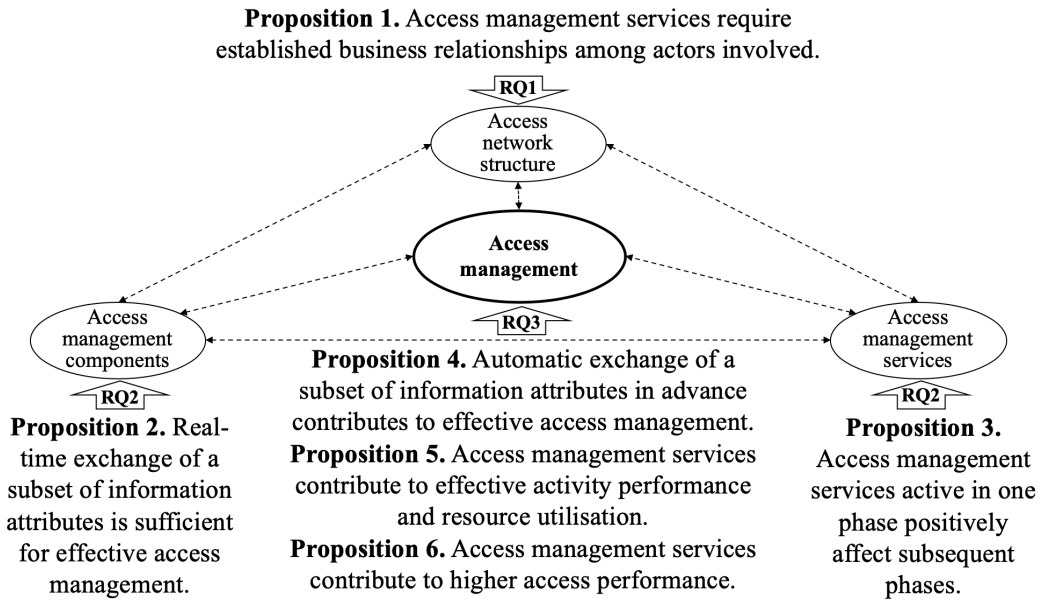 Proposition 1. Access management services require
established business relationships among actors involved.
RQ1
Access
network
structure
Access
management
Access
management
components
RQ3
Access
management
services
RQ2
Proposition 2. Real-
time exchange of a
subset of information
attributes is sufficient
for effective access
management.
Proposition 4. Automatic exchange of a
subset of information attributes in advance
contributes to effective access management.
Proposition 5. Access management services
contribute to effective activity performance
and resource utilisation.
Proposition 6. Access management services
contribute to higher access performance.
RQ2
Proposition 3.
Access management
services active in one
phase positively
affect subsequent
phases.